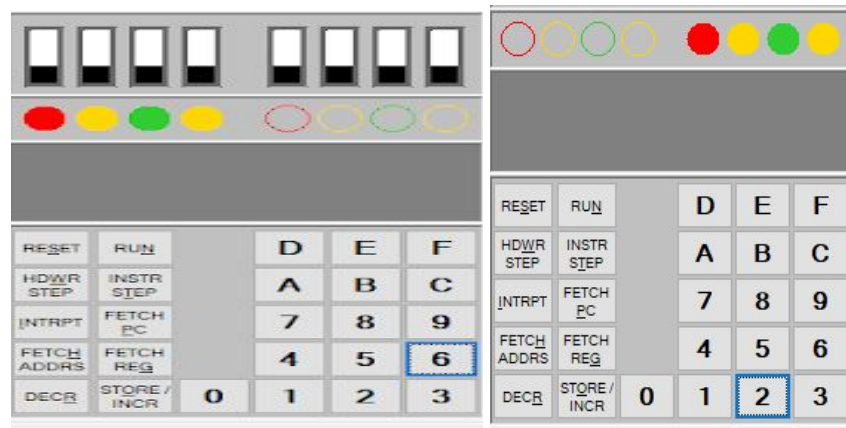 RESET RUN D E F
HDWR STEP INSTR STEP A B C
INTRPT FETCH PC 7 8 9
FETCH ADDRS FETCH REG 4 5 6
DECR STORE / INCR 0 1 2 3
RESET RUN D E F
HDWR STEP INSTR STEP A B C
INTRPT FETCH PC 7 8 9
FETCH ADDRS FETCH REG 4 5 6
DECR STORE / INCR 0 1 2 3